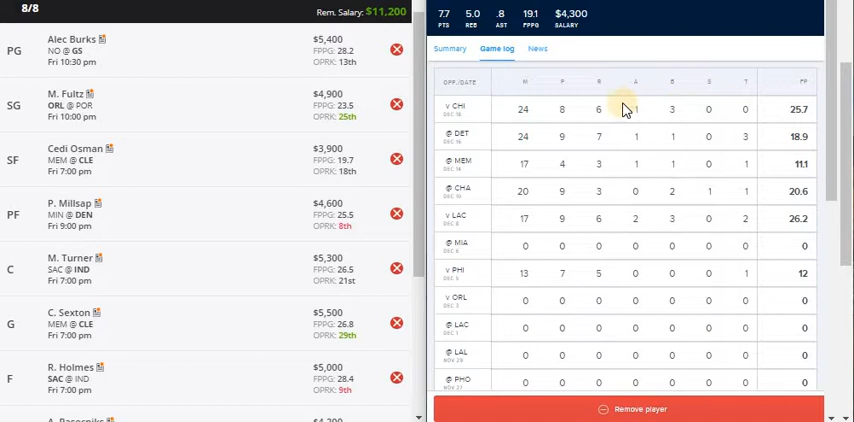 8/8
Rem. Salary: $11,200
PG
Alec Burks
NO @ GS
Fri 10:30 pm
$5,400
FPPG: 28.2
OPRK: 13th
SG
M. Fultz
ORL @ POR
Fri 10:00 pm
$4,900
FPPG: 23.5
OPRK: 25th
SF
Cedi Osman
MEM @ CLE
Fri 7:00 pm
$3,900
FPPG: 19.7
OPRK: 18th
PF
P. Millsap
MIN @ DEN
Fri 9:00 pm
$4,600
FPPG: 25.5
OPRK: 8th
C
M. Turner
SAC @ IND
Fri 7:00 pm
$5,300
FPPG: 26.5
OPRK: 21st
G
C. Sexton
MEM @ CLE
Fri 7:00 pm
$5,500
FPPG: 26.8
OPRK: 29th
F
R. Holmes
SAC @ IND
Fri 7:00 pm
$5,000
FPPG: 28.4
OPRK: 9th
7.7 5.0 .8 19.1 $4,300
PTS REB AST FPPG SALARY
Summary Game log News
OPP./DATE M P R A B S T FP
v CHI 24 8 6 1 3 0 0 25.7
@ DET 24 9 7 1 1 0 3 18.9
@ MEM 17 4 3 1 1 0 1 11.1
@ CHA 20 9 3 0 2 1 1 20.6
v LAC 17 9 6 2 3 0 2 26.2
DEC 8
@ MIA 0 0 0 0 0 0 0 0
v PHI 13 7 5 0 0 0 1 12
v ORL 0 0 0 0 0 0 0 0
@ LAC 0 0 0 0 0 0 0 0
@ LAL 0 0 0 0 0 0 0 0
@ PHO 0 0 0 0 0 0 0 0
Remove player